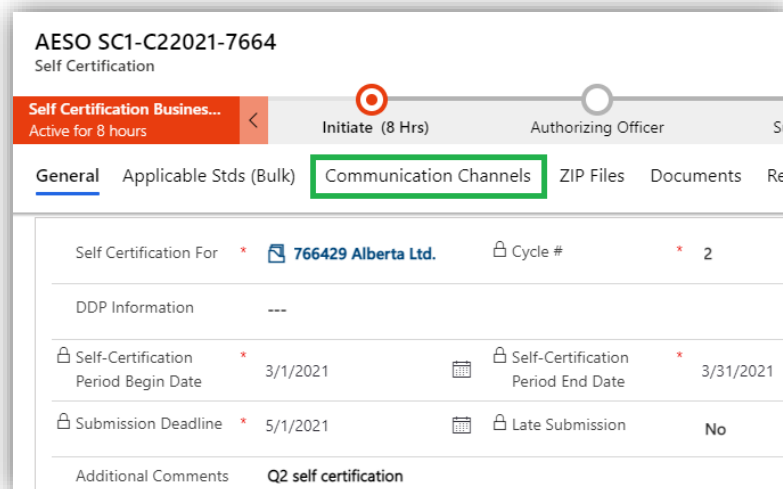 AESO SC1-C22021-7664
Self Certification
Self Certification Busines...
Active for 8 hours
Initiate (8 Hrs)
Authorizing Officer
General Applicable Stds (Bulk) Communication Channels ZIP Files Documents Re
Self Certification For * 766429 Alberta Ltd. Cycle # * 2
DDP Information ---
Self-Certification Period Begin Date * 3/1/2021 Self-Certification Period End Date * 3/31/2021
Submission Deadline * 5/1/2021 Late Submission No
Additional Comments Q2 self certification